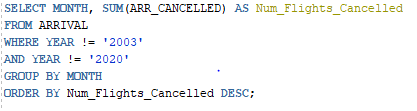 SELECT MONTH, SUM(ARR_CANCELLED) AS Num_Flights_Cancelled
FROM ARRIVAL
WHERE YEAR != '2003'
AND YEAR != '2020'
GROUP BY MONTH
ORDER BY Num_Flights_Cancelled DESC;